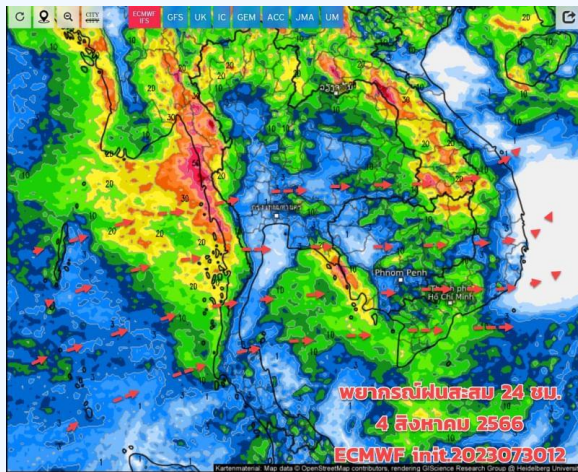 CITY
CITY
ECMWF
IFS
GFS
UK
IC
GEM
ACC
JMA
UM
Phnom Penh
Hồ Chí Minh
พยากรณ์ฝนสะสม 24 ชม.
4 สิงหาคม 2566
ECMWF init.2023073012
Kartenmaterial: Map data © OpenStreetMap contributors, rendering GIScience Research Group @ Heidelberg